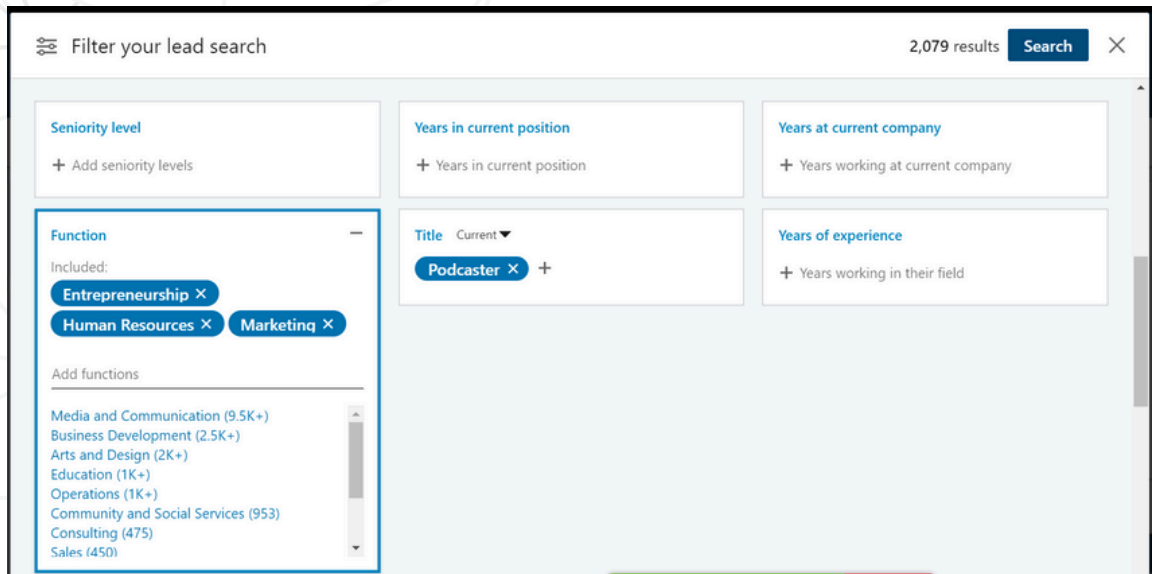 Filter your lead search
2,079 results Search
Seniority level
+ Add seniority levels
Years in current position
+ Years in current position
Years at current company
+ Years working at current company
Function
Included:
Entrepreneurship ×
Human Resources × Marketing ×
Add functions
Media and Communication (9.5K+)
Business Development (2.5K+)
Arts and Design (2K+)
Education (1K+)
Operations (1K+)
Community and Social Services (953)
Consulting (475)
Sales (450)
Title Current
Podcaster × +
Years of experience
+ Years working in their field